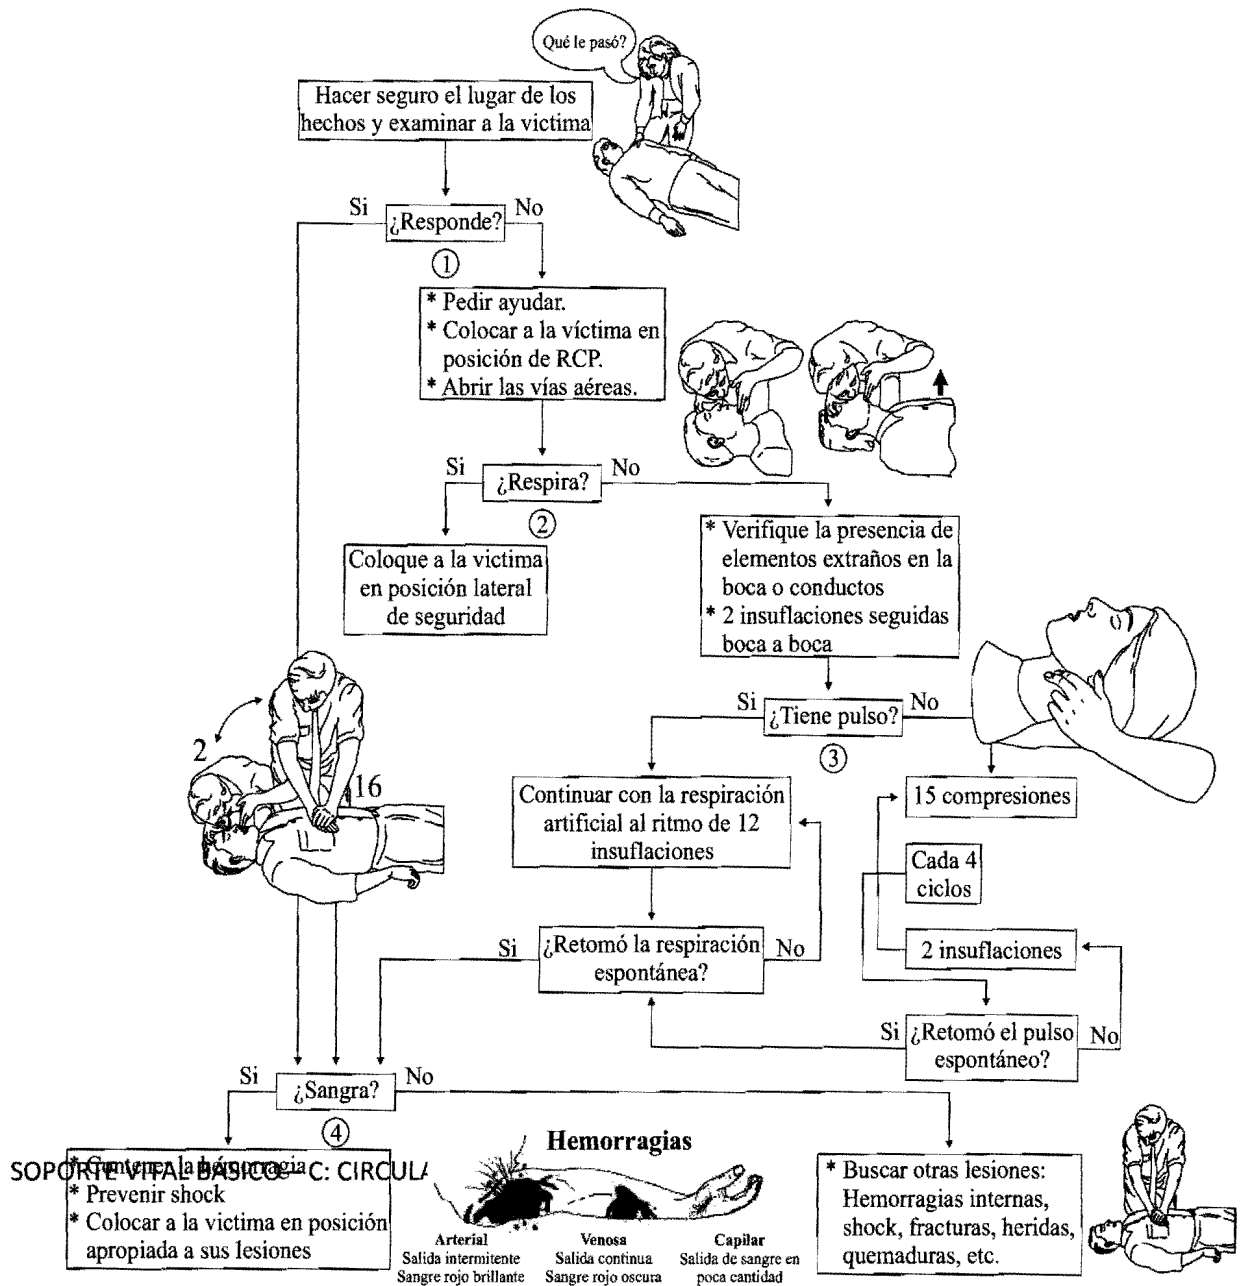 Qué le pasó?
Hacer seguro el lugar de los
hechos y examinar a la victima
Si
No
¿Responde?
1
* Pedir ayudar.
* Colocar a la víctima en
posición de RCP.
* Abrir las vías aéreas.
Si
No
¿Respira?
2
Coloque a la victima
en posición lateral
de seguridad
* Verifique la presencia de
elementos extraños en la
boca o conductos
* 2 insuflaciones seguidas
boca a boca
Si
No
¿Tiene pulso?
3
2
16
Continuar con la respiración
artificial al ritmo de 12
insuflaciones
15 compresiones
Cada 4
ciclos
2 insuflaciones
Si
¿Retomó la respiración
espontánea?
No
Si
¿Retomó el pulso
espontáneo?
No
Si
¿Sangra?
No
4
* Contener la hemorragia
SOPORTE VITAL BÁSICO – C: CIRCULA
* Prevenir shock
* Colocar a la victima en posición
apropiada a sus lesiones
Hemorragias
Arterial
Salida intermitente
Sangre rojo brillante
Venosa
Salida continua
Sangre rojo oscura
Capilar
Salida de sangre en
poca cantidad
* Buscar otras lesiones:
Hemorragias internas,
shock, fracturas, heridas,
quemaduras, etc.